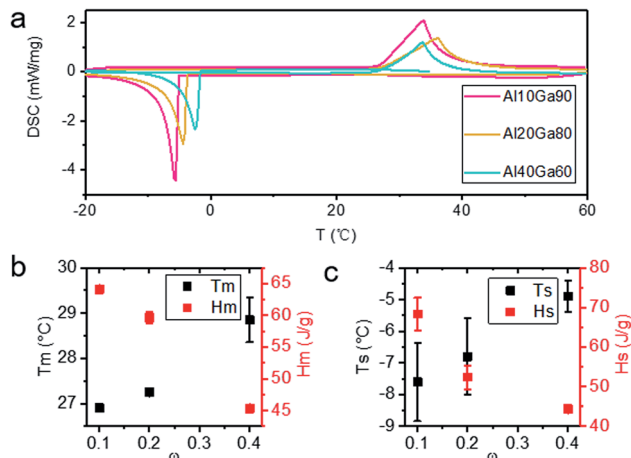 a
DSC (mW/mg)
2
0
-2
-4
Al10Ga90
Al20Ga80
Al40Ga60
-20
0
20
40
60
T (℃)
b
Tm (°C)
30
29
28
27
Tm
Hm
65
60
55
50
45
Hm (J/g)
0.1
0.2
0.3
0.4
c
Ts (°C)
-4
-5
-6
-7
-8
-9
Ts
Hs
80
70
60
50
40
Hs (J/g)
0.1
0.2
0.3
0.4